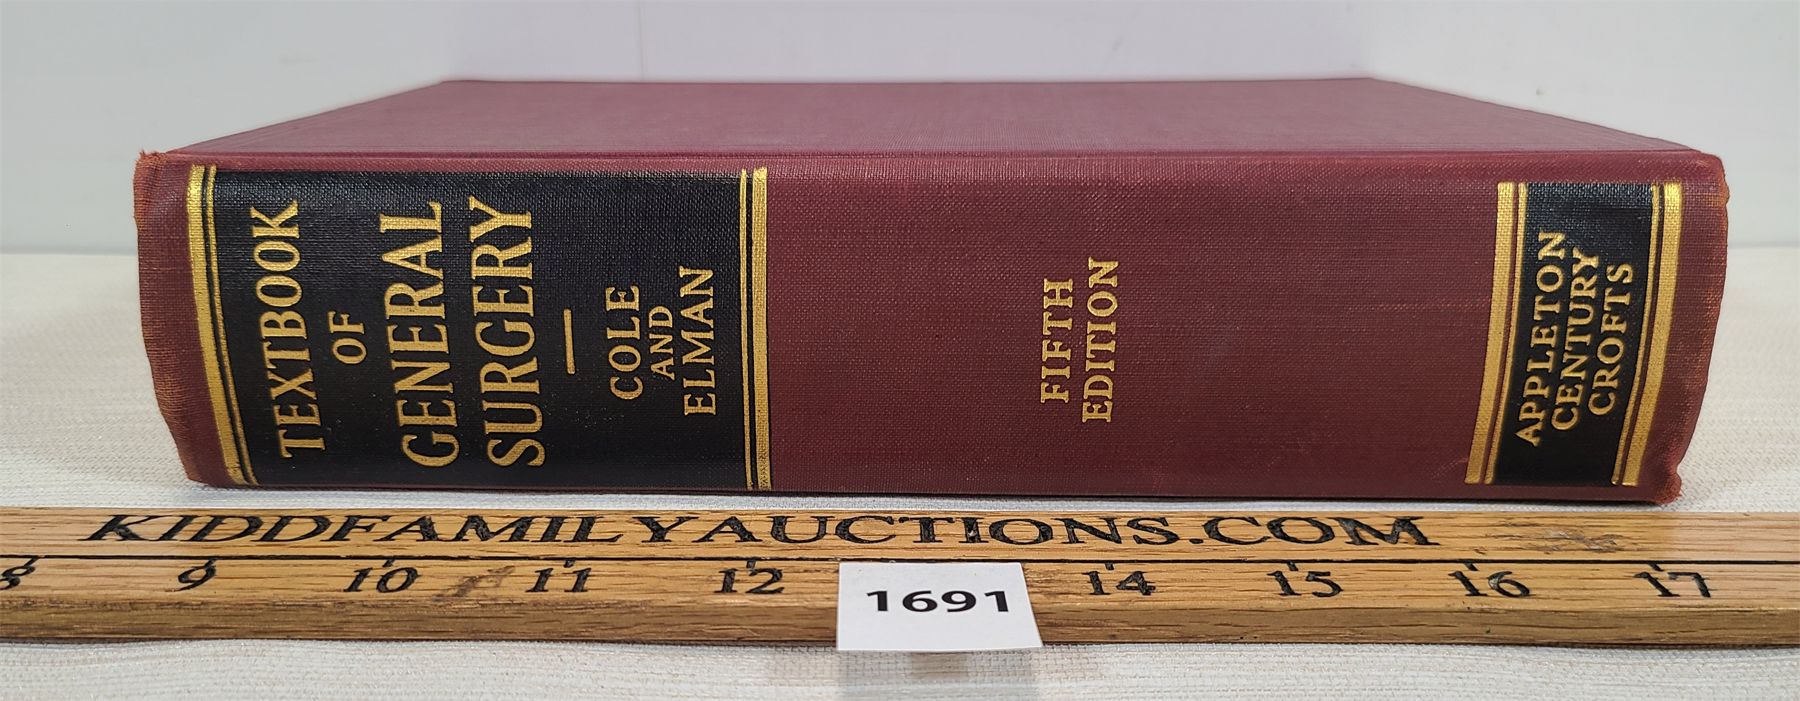 TEXTBOOK
OF
GENERAL
SURGERY
COLE
AND
ELMAN
FIFTH
EDITION
APPLETON
CENTURY
CROFTS
KIDDFAMILYAUCTIONS.COM
8 9 10 11 12 14 15 16 17
1691